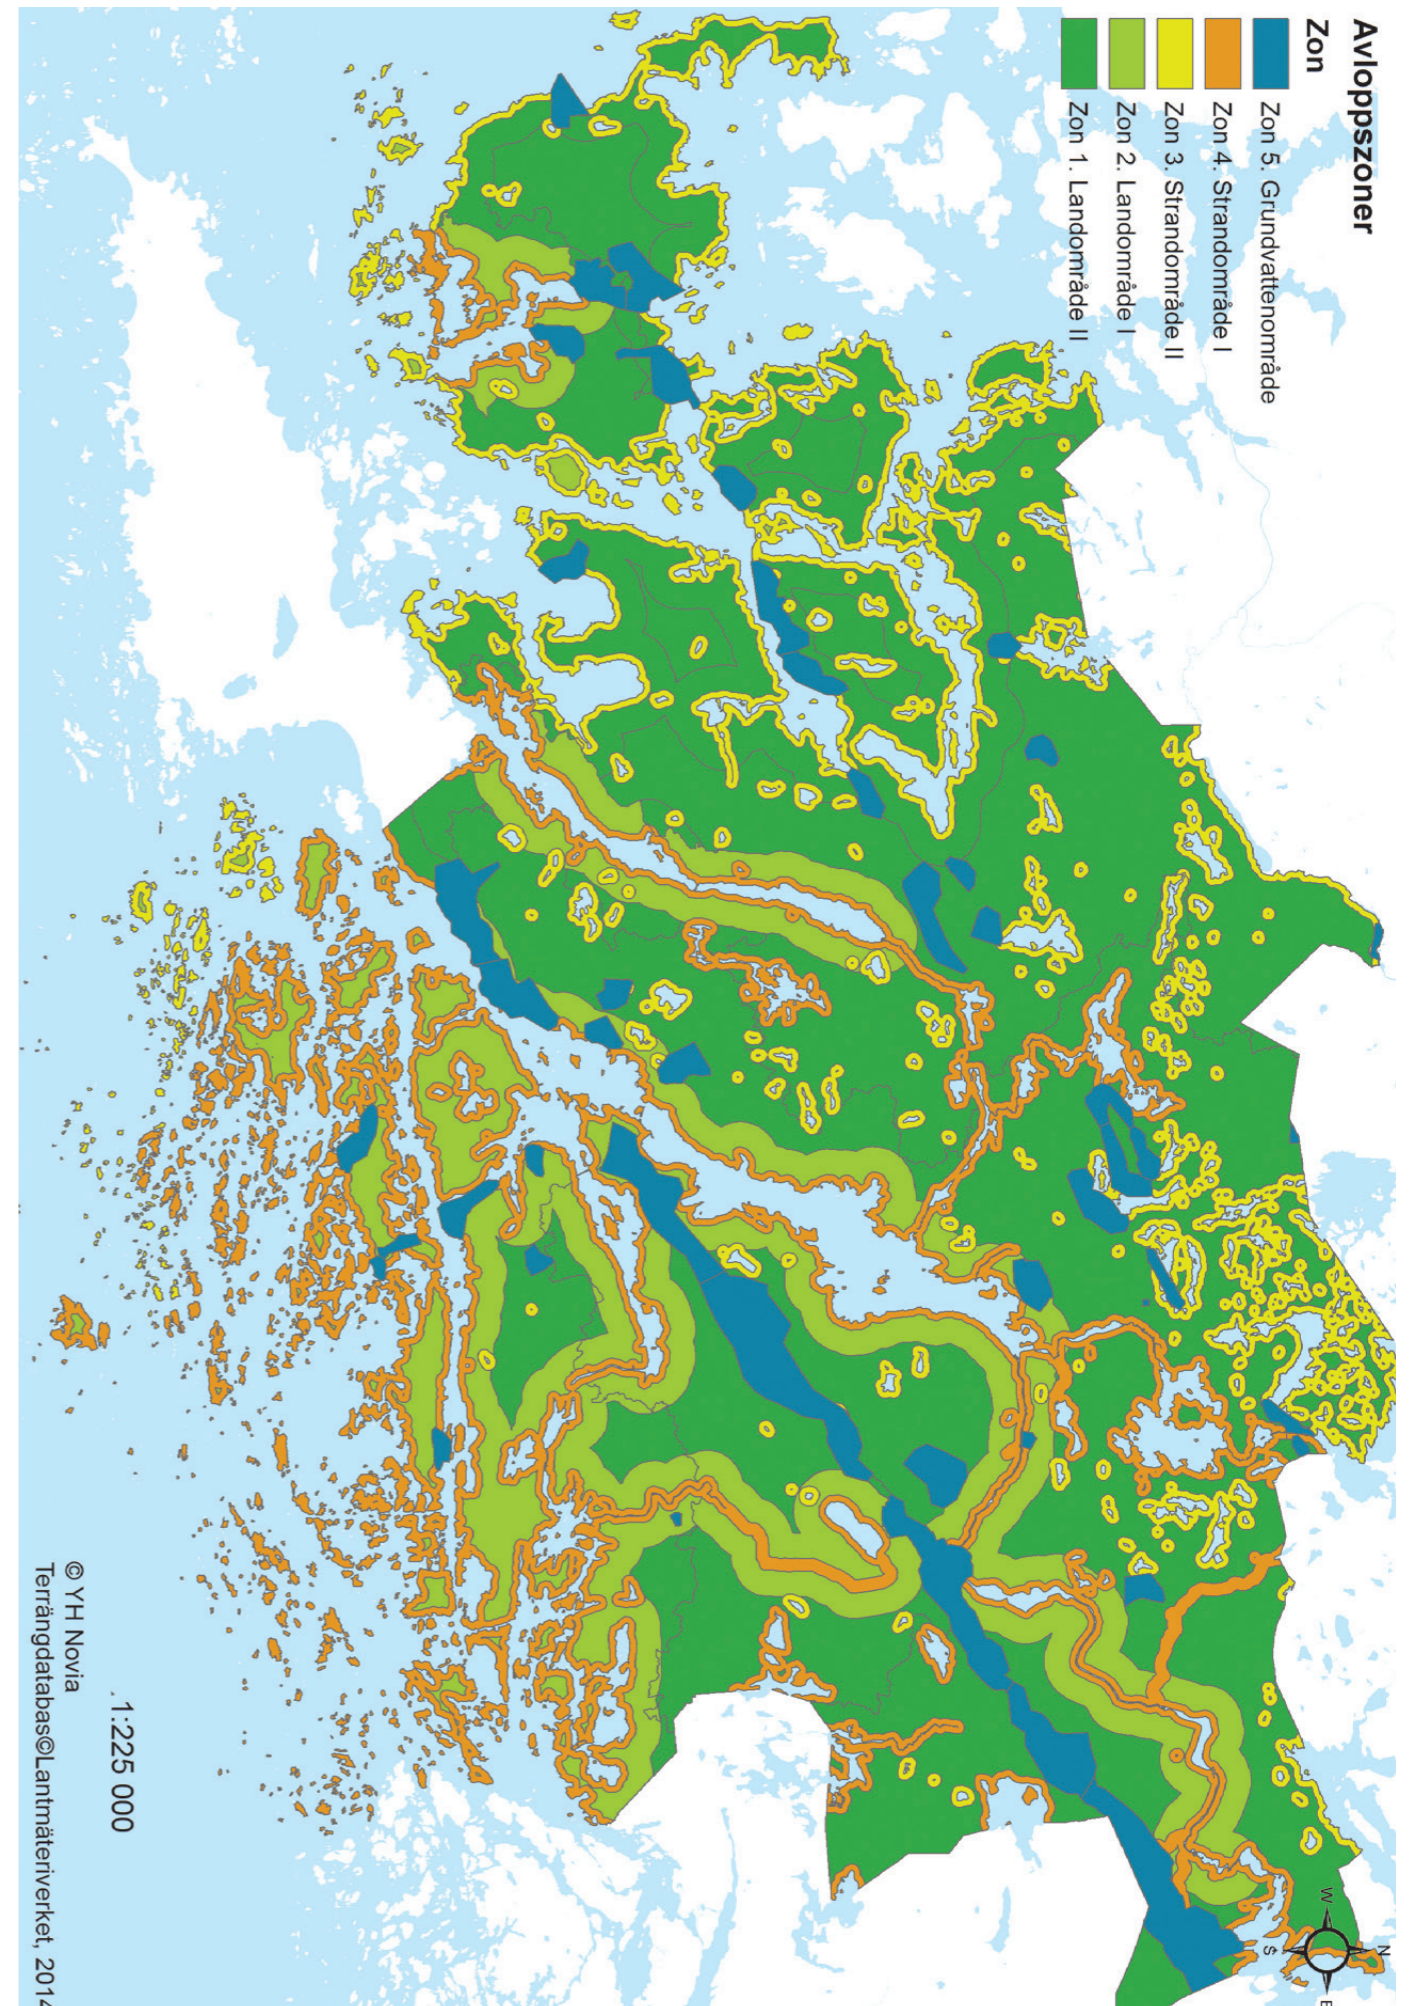 Avloppszoner
Zon
Zon 5. Grundvattenområde
Zon 4. Strandområde I
Zon 3. Strandområde II
Zon 2. Landområde I
Zon 1. Landområde II
N
W
S
E
1:225 000
© YH Novia
Terrängdatabas©Lantmäteriverket, 2014